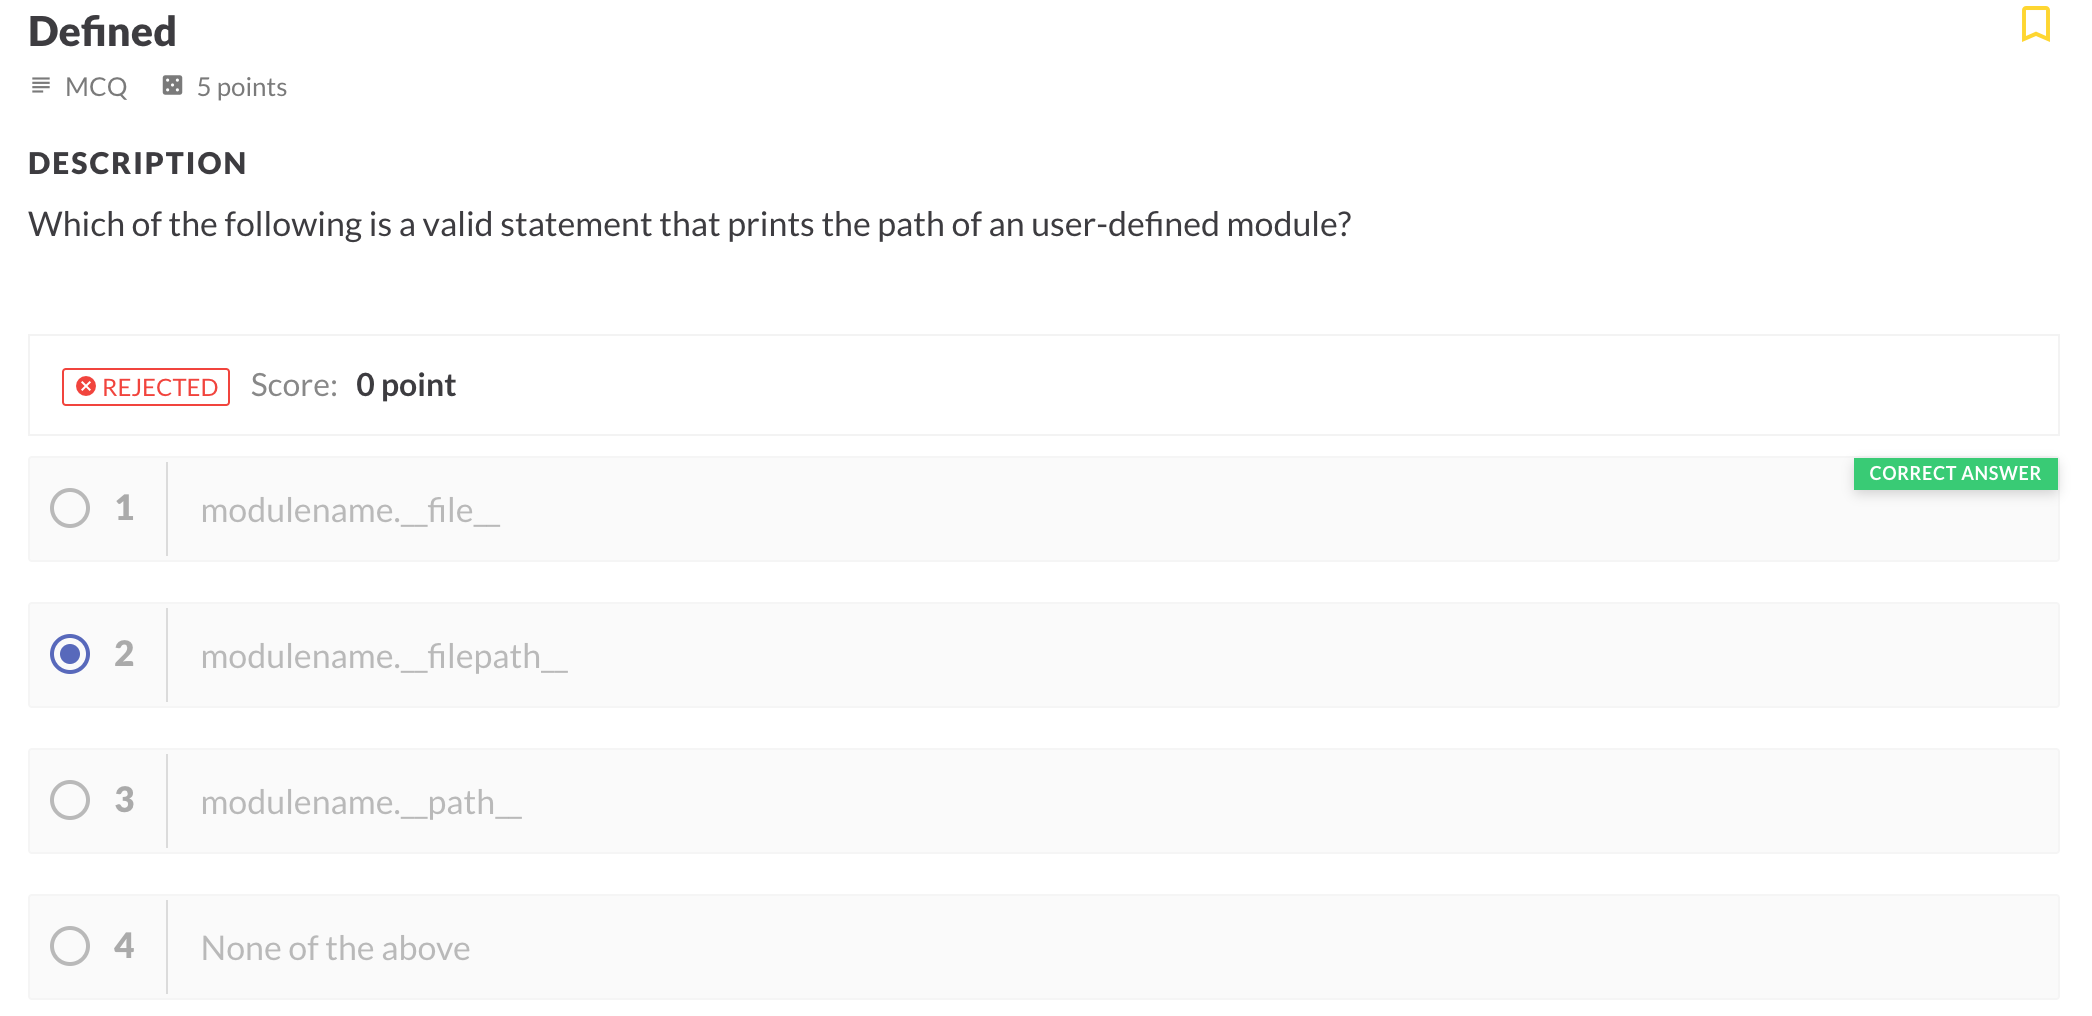 Defined
MCQ 5 points
DESCRIPTION
Which of the following is a valid statement that prints the path of an user-defined module?
REJECTED Score: 0 point
CORRECT ANSWER
1 modulename.__file__
2 modulename.__filepath__
3 modulename.__path__
4 None of the above